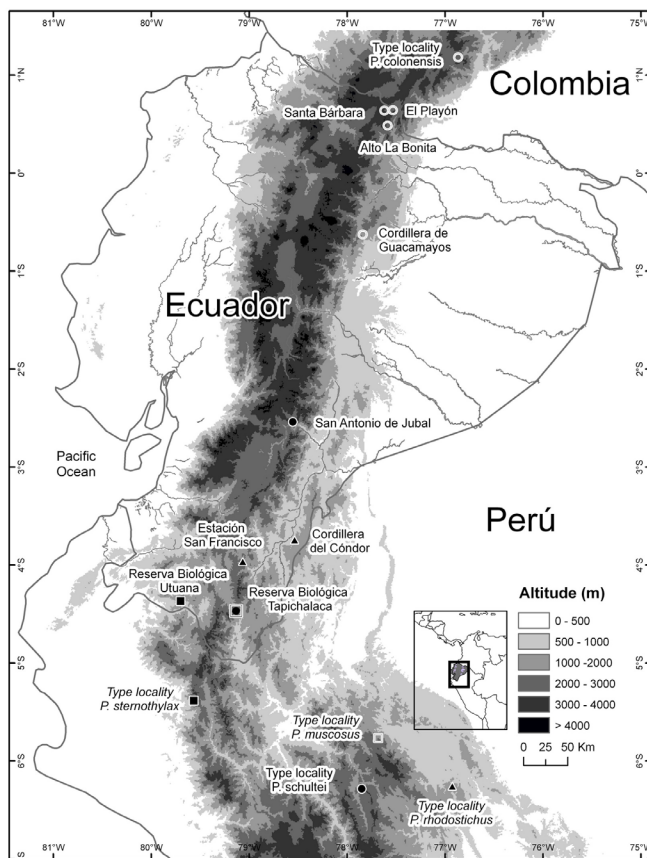 81°W 80°W 79°W 78°W 77°W 76°W 75°W
1°N
0°
1°S
2°S
3°S
4°S
5°S
6°S
Type locality
P. colonensis
Colombia
Santa Bárbara
El Playón
Alto La Bonita
Cordillera de
Guacamayos
Ecuador
San Antonio de Jubal
Pacific
Ocean
Perú
Estación
San Francisco
Cordillera
del Cóndor
Reserva Biológica
Utuana
Reserva Biológica
Tapichalaca
Altitude (m)
0 - 500
500 - 1000
1000 -2000
2000 - 3000
3000 - 4000
> 4000
0 25 50 Km
Type locality
P. sternothylax
Type locality
P. muscosus
Type locality
P. schultei
Type locality
P. rhodostichus
1°N
0°
1°S
2°S
3°S
4°S
5°S
6°S
81°W 80°W 79°W 78°W 77°W 76°W 75°W